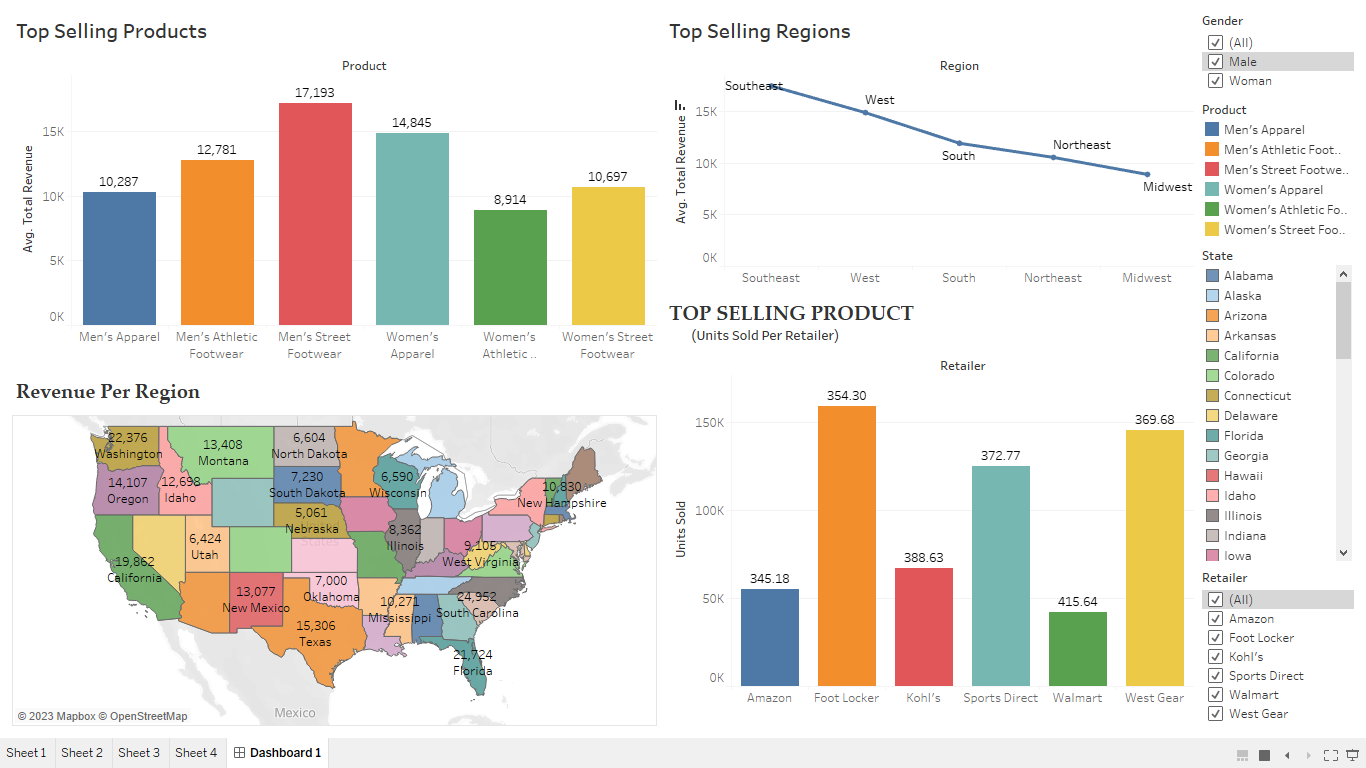 Top Selling Products
Product
Avg. Total Revenue
15K
10K
5K
0K
10,287
12,781
17,193
14,845
8,914
10,697
Men's Apparel
Men's Athletic
Footwear
Men's Street
Footwear
Women's
Apparel
Women's
Athletic ..
Women's Street
Footwear
Top Selling Regions
Region
Avg. Total Revenue
15K
10K
5K
0K
Southeast
West
South
Northeast
Midwest
Southeast
West
South
Northeast
Midwest
Revenue Per Region
22,376
Washington
13,408
Montana
6,604
North Dakota
14,107
Oregon
12,698
Idaho
7,230
South Dakota
6,590
Wisconsin
10,830
New Hampshire
5,061
Nebraska
States
6,424
Utah
8,362
Illinois
9,105
West Virginia
19,862
California
13,077
New Mexico
7,000
Oklahoma
10,271
Mississippi
24,952
South Carolina
15,306
Texas
21,724
Florida
Mexico
© 2023 Mapbox © OpenStreetMap
TOP SELLING PRODUCT
(Units Sold Per Retailer)
Retailer
Units Sold
150K
100K
50K
0K
345.18
354.30
388.63
372.77
415.64
369.68
Amazon
Foot Locker
Kohl's
Sports Direct
Walmart
West Gear
Gender
(All)
Male
Woman
Product
Men's Apparel
Men's Athletic Foot..
Men's Street Footwe..
Women's Apparel
Women's Athletic Fo..
Women's Street Foo..
State
Alabama
Alaska
Arizona
Arkansas
California
Colorado
Connecticut
Delaware
Florida
Georgia
Hawaii
Idaho
Illinois
Indiana
Iowa
Retailer
(All)
Amazon
Foot Locker
Kohl's
Sports Direct
Walmart
West Gear
Sheet 1
Sheet 2
Sheet 3
Sheet 4
Dashboard 1